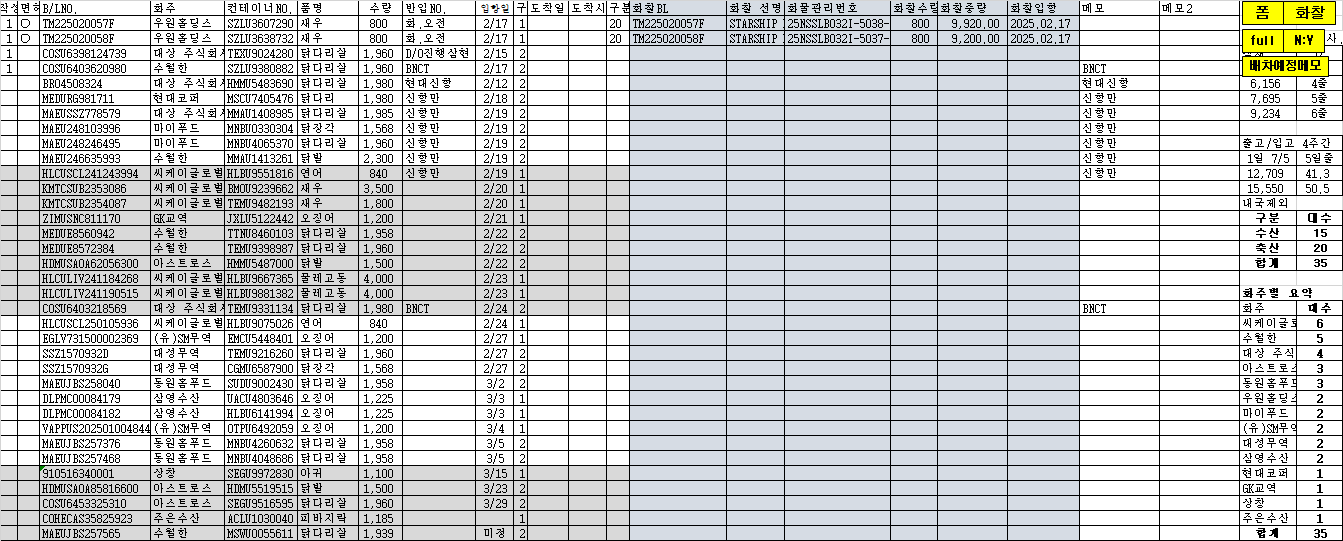 작성 면허 B/LNO. 화주 컨테이너NO. 품명 수량 반입NO. 입항일 구 도착일 도착시 구분 화찰BL 화찰 선명 화물관리번호 화찰수량 화찰중량 화찰입항 메모 메모2 폼 화찰
1 O TM225020057F 우원홀딩스 SZLU3607290 새우 800 화.오전 2/17 1 20 TM225020057F STARSHIP 25NSSLB032I-5038- 800 9,920.00 2025.02.17
1 O TM225020058F 우원홀딩스 SZLU3638732 새우 800 화.오전 2/17 1 20 TM225020058F STARSHIP 25NSSLB032I-5037- 800 9,200.00 2025.02.17 full N:Y 사.
1 COSU6398124739 대상 주식회사 TEXU9024280 닭다리살 1,960 D/O진행상현 2/15 2
1 COSU6403620980 수월한 SZLU9380882 닭다리살 1,960 BNCT 2/17 2 BNCT 배차예정메모
BRO4508324 대상 주식회사 HMMU5483690 닭다리살 1,980 현대신항 2/12 2 현대신항 6,156 4줄
MEDURG981711 현대코퍼 MSCU7405476 닭다리 1,980 신항만 2/18 2 신항만 7,695 5줄
MAEUSSZ778579 대상 주식회사 MMAU1408985 닭다리살 1,985 신항만 2/19 2 신항만 9,234 6줄
MAEU248103996 마이푸드 MNBU0330304 닭장각 1,568 신항만 2/19 2 신항만
MAEU248246495 마이푸드 MNBU4065370 닭다리살 1,960 신항만 2/19 2 신항만 출고/입고 4주간
MAEU246635993 수월한 MMAU1413261 닭발 2,300 신항만 2/19 2 신항만 1일 7/5 5일줄
HLCUSCL241243994 씨케이글로벌 HLBU9551816 연어 840 신항만 2/19 1 신항만 12,709 41.3
KMTCSUB2353086 씨케이글로벌 BMOU9239662 새우 3,500 2/20 1 15,550 50.5
KMTCSUB2354087 씨케이글로벌 TEMU9482193 새우 1,800 2/20 1 내국제외
ZIMUSNC811170 GK교역 JXLU5122442 오징어 1,200 2/21 1 구분 대수
MEDUE8560942 수월한 TTNU8460103 닭다리살 1,958 2/22 2 수산 15
MEDUE8572384 수월한 TEMU9398987 닭다리살 1,960 2/22 2 축산 20
HDMUSAOA62056300 아스트로스 HMMU5487000 닭발 1,500 2/22 2 합계 35
HLCULIV241184268 씨케이글로벌 HLBU9667365 물레고동 4,000 2/23 1
HLCULIV241190515 씨케이글로벌 HLBU9881382 물레고동 4,000 2/23 1 화주별 요약
COSU6403218569 대상 주식회사 TEMU9331134 닭다리살 1,980 BNCT 2/24 2 BNCT 화주 대수
HLCUSCL250105936 씨케이글로벌 HLBU9075026 연어 840 2/24 1 씨케이글로 6
EGLV731500002369 (유)SM무역 EMCU5448401 오징어 1,200 2/27 1 수월한 5
SSZ1570932D 대성무역 TEMU9216260 닭다리살 1,960 2/27 2 대상 주식 4
SSZ1570932G 대성무역 CGMU6587900 닭장각 1,568 2/27 2 아스트로스 3
MAEUJBS258040 동원홈푸드 SUDU9002430 닭다리살 1,958 3/2 2 동원홈푸드 3
DLPMC00084179 삼영수산 UACU4803646 오징어 1,225 3/3 1 우원홀딩스 2
DLPMC00084182 삼영수산 HLBU6141994 오징어 1,225 3/3 1 마이푸드 2
VAPPUS202501004844 (유)SM무역 OTPU6492059 오징어 1,200 3/4 1 (유)SM무역 2
MAEUJBS257376 동원홈푸드 MNBU4260632 닭다리살 1,958 3/5 2 대성무역 2
MAEUJBS257468 동원홈푸드 MNBU4048686 닭다리살 1,958 3/5 2 삼영수산 2
910516340001 상창 SEGU9972830 아귀 1,100 3/15 1 현대코퍼 1
HDMUSAOA85816600 아스트로스 HDMU5519515 닭발 1,500 3/23 2 GK교역 1
COSU6453325310 아스트로스 SEGU9516595 닭다리살 1,960 3/29 2 상창 1
COHECAS35825923 주은수산 ACLU1030040 피바지락 1,185 1 주은수산 1
MAEUJBS257565 수월한 MSWU0055611 닭다리살 1,939 미정 2 합계 35